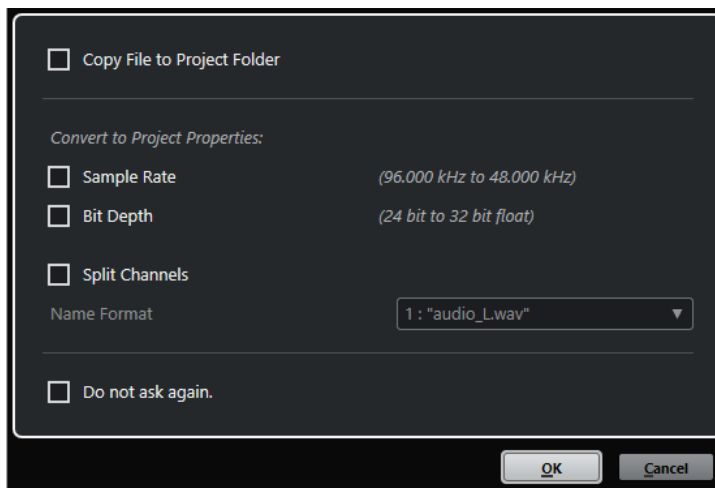 Copy File to Project Folder
Convert to Project Properties:
Sample Rate (96.000 kHz to 48.000 kHz)
Bit Depth (24 bit to 32 bit float)
Split Channels
Name Format 1 : "audio_L.wav"
Do not ask again.
OK Cancel